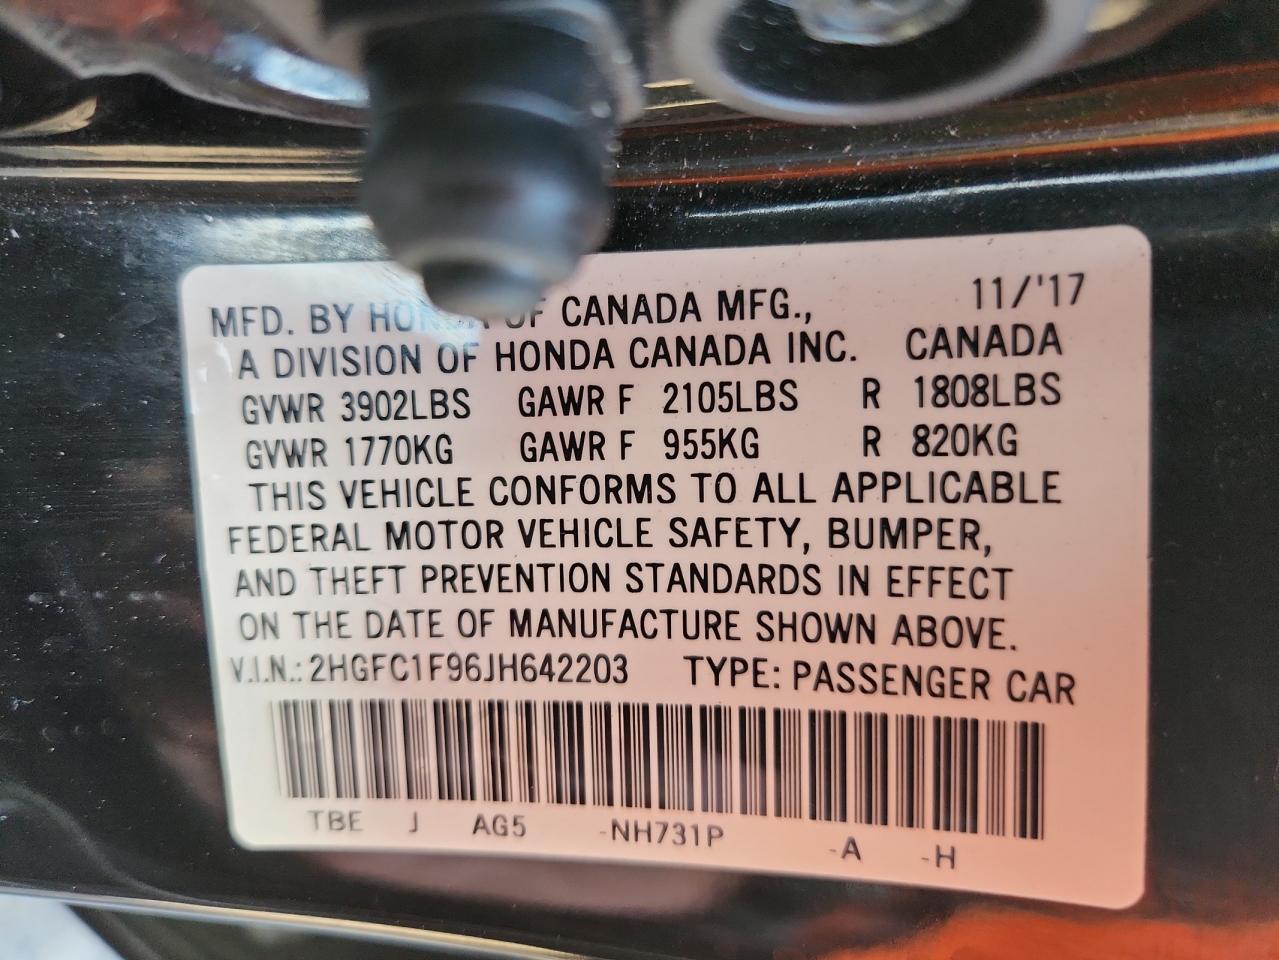 MFD. BY HONDA OF CANADA MFG., 11/'17
A DIVISION OF HONDA CANADA INC. CANADA
GVWR 3902LBS GAWR F 2105LBS R 1808LBS
GVWR 1770KG GAWR F 955KG R 820KG
THIS VEHICLE CONFORMS TO ALL APPLICABLE
FEDERAL MOTOR VEHICLE SAFETY, BUMPER,
AND THEFT PREVENTION STANDARDS IN EFFECT
ON THE DATE OF MANUFACTURE SHOWN ABOVE.
V.I.N.: 2HGFC1F96JH642203 TYPE: PASSENGER CAR
TBE J AG5 -NH731P -A -H